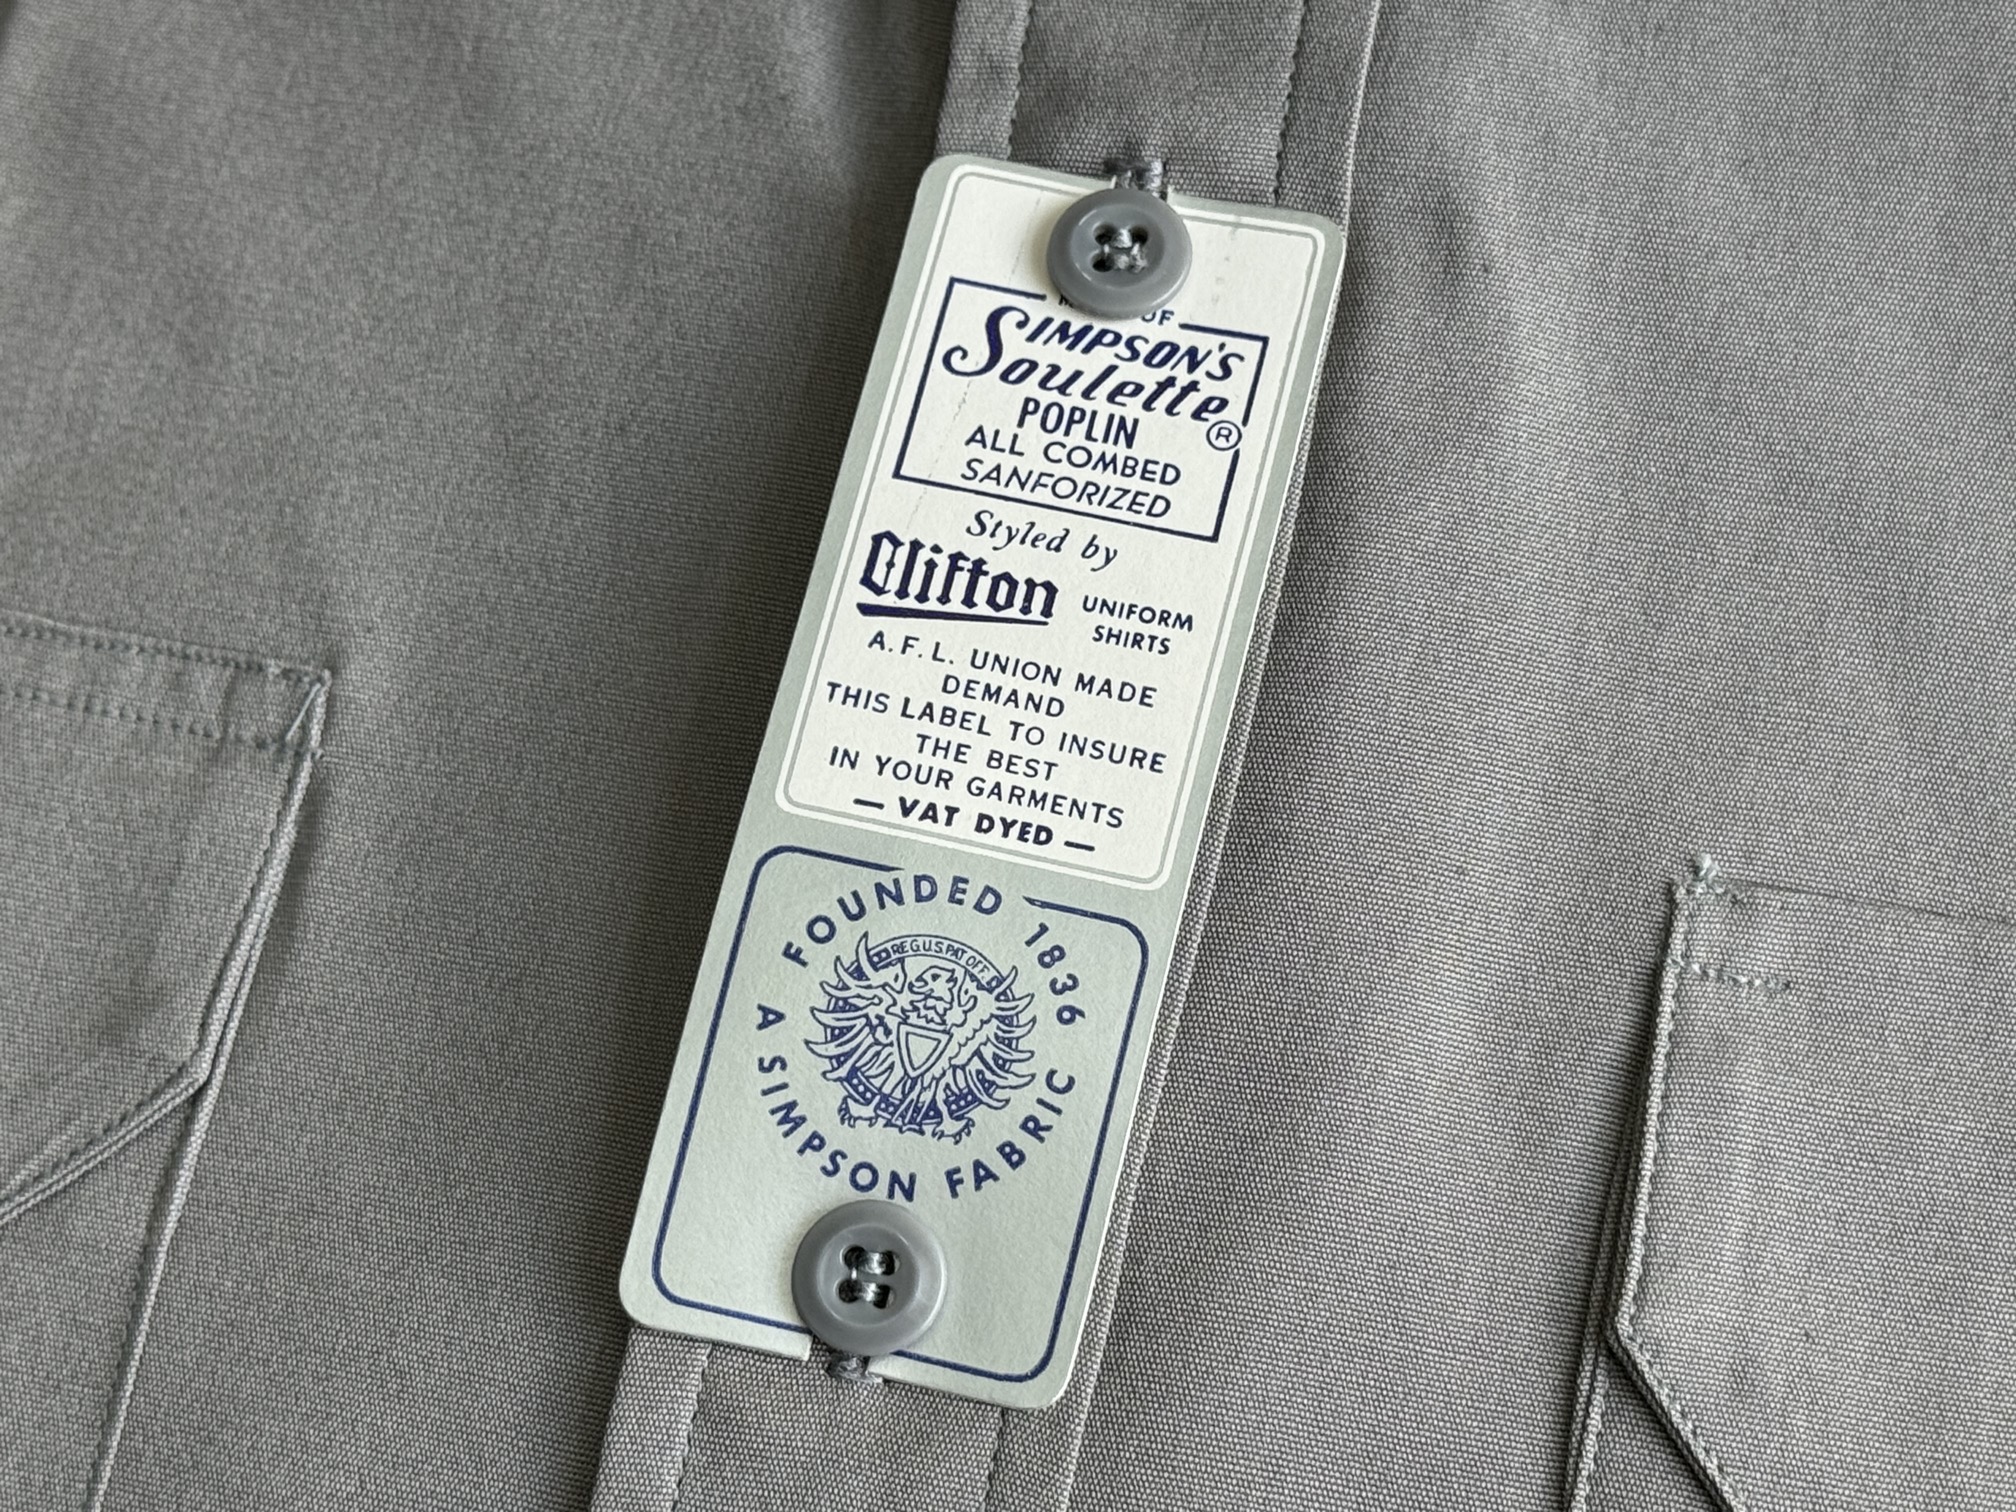 OF
SIMPSON'S
Soulette ®
POPLIN
ALL COMBED
SANFORIZED
Styled by
Clifton UNIFORM
SHIRTS
A.F.L. UNION MADE
DEMAND
THIS LABEL TO INSURE
THE BEST
IN YOUR GARMENTS
— VAT DYED —
FOUNDED 1836
REG.U.S.PAT.OFF.
A SIMPSON FABRIC